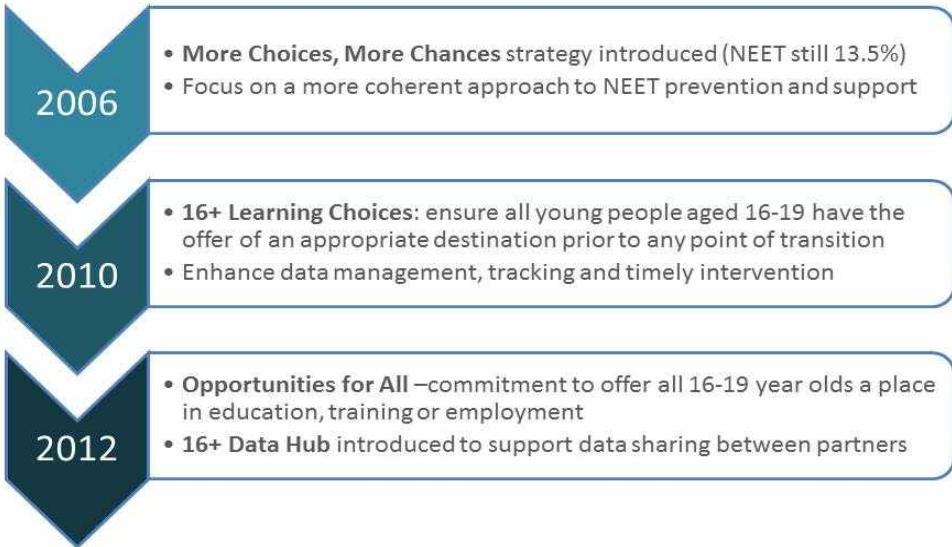 2006
• More Choices, More Chances strategy introduced (NEET still 13.5%)
• Focus on a more coherent approach to NEET prevention and support
2010
• 16+ Learning Choices: ensure all young people aged 16-19 have the
offer of an appropriate destination prior to any point of transition
• Enhance data management, tracking and timely intervention
2012
• Opportunities for All –commitment to offer all 16-19 year olds a place
in education, training or employment
• 16+ Data Hub introduced to support data sharing between partners